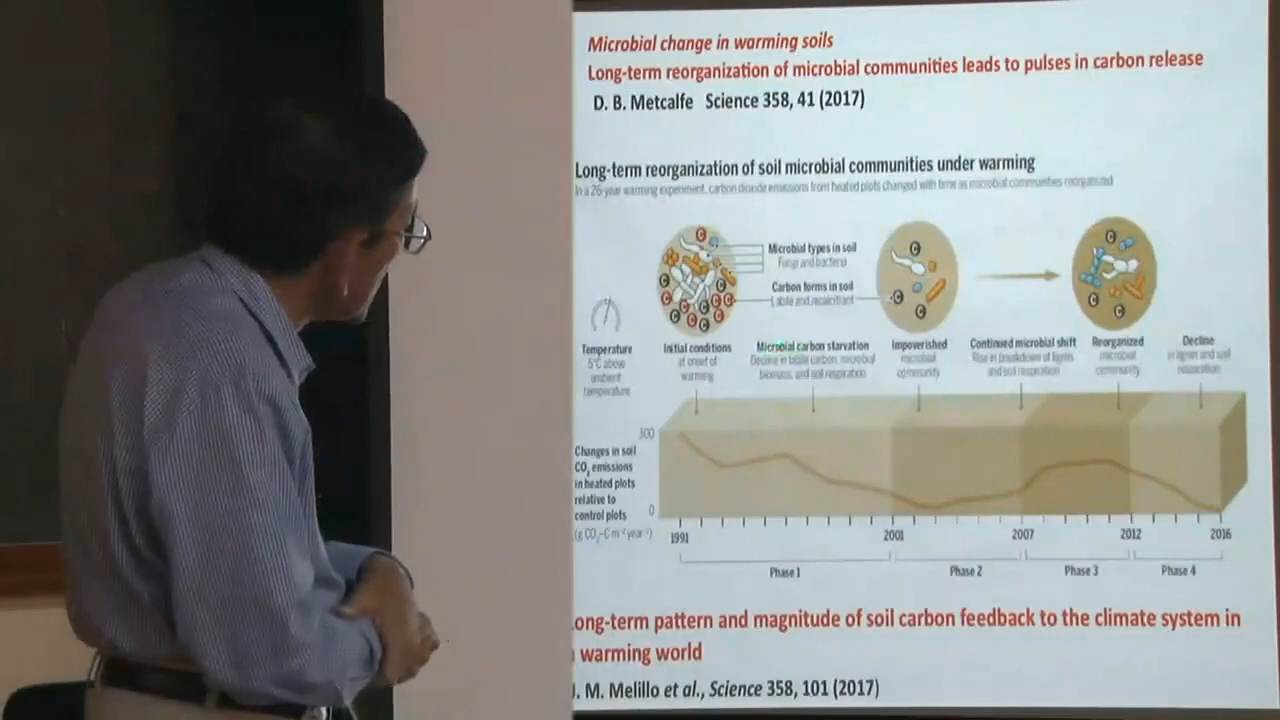 Microbial change in warming soils
Long-term reorganization of microbial communities leads to pulses in carbon release
D. B. Metcalfe Science 358, 41 (2017)
Long-term reorganization of soil microbial communities under warming
In a 26-year warming experiment, carbon dioxide emissions from heated plots changed with time as microbial communities reorganized
Microbial types in soil
Fungi and bacteria
Carbon forms in soil
Labile and recalcitrant
Temperature
5°C above
ambient
temperature
Initial conditions
at onset of
warming
Microbial carbon starvation
Decline in labile carbon, microbial
biomass, and soil respiration
Impoverished
microbial
community
Continued microbial shift
Rise in breakdown of lignin
and soil respiration
Reorganized
microbial
community
Decline
in lignin and soil
respiration
300
Changes in soil
CO₂ emissions
in heated plots
relative to
control plots
(g CO₂-C m⁻² year⁻¹)
0
1991 2001 2007 2012 2016
Phase 1 Phase 2 Phase 3 Phase 4
ong-term pattern and magnitude of soil carbon feedback to the climate system in
warming world
. M. Melillo et al., Science 358, 101 (2017)